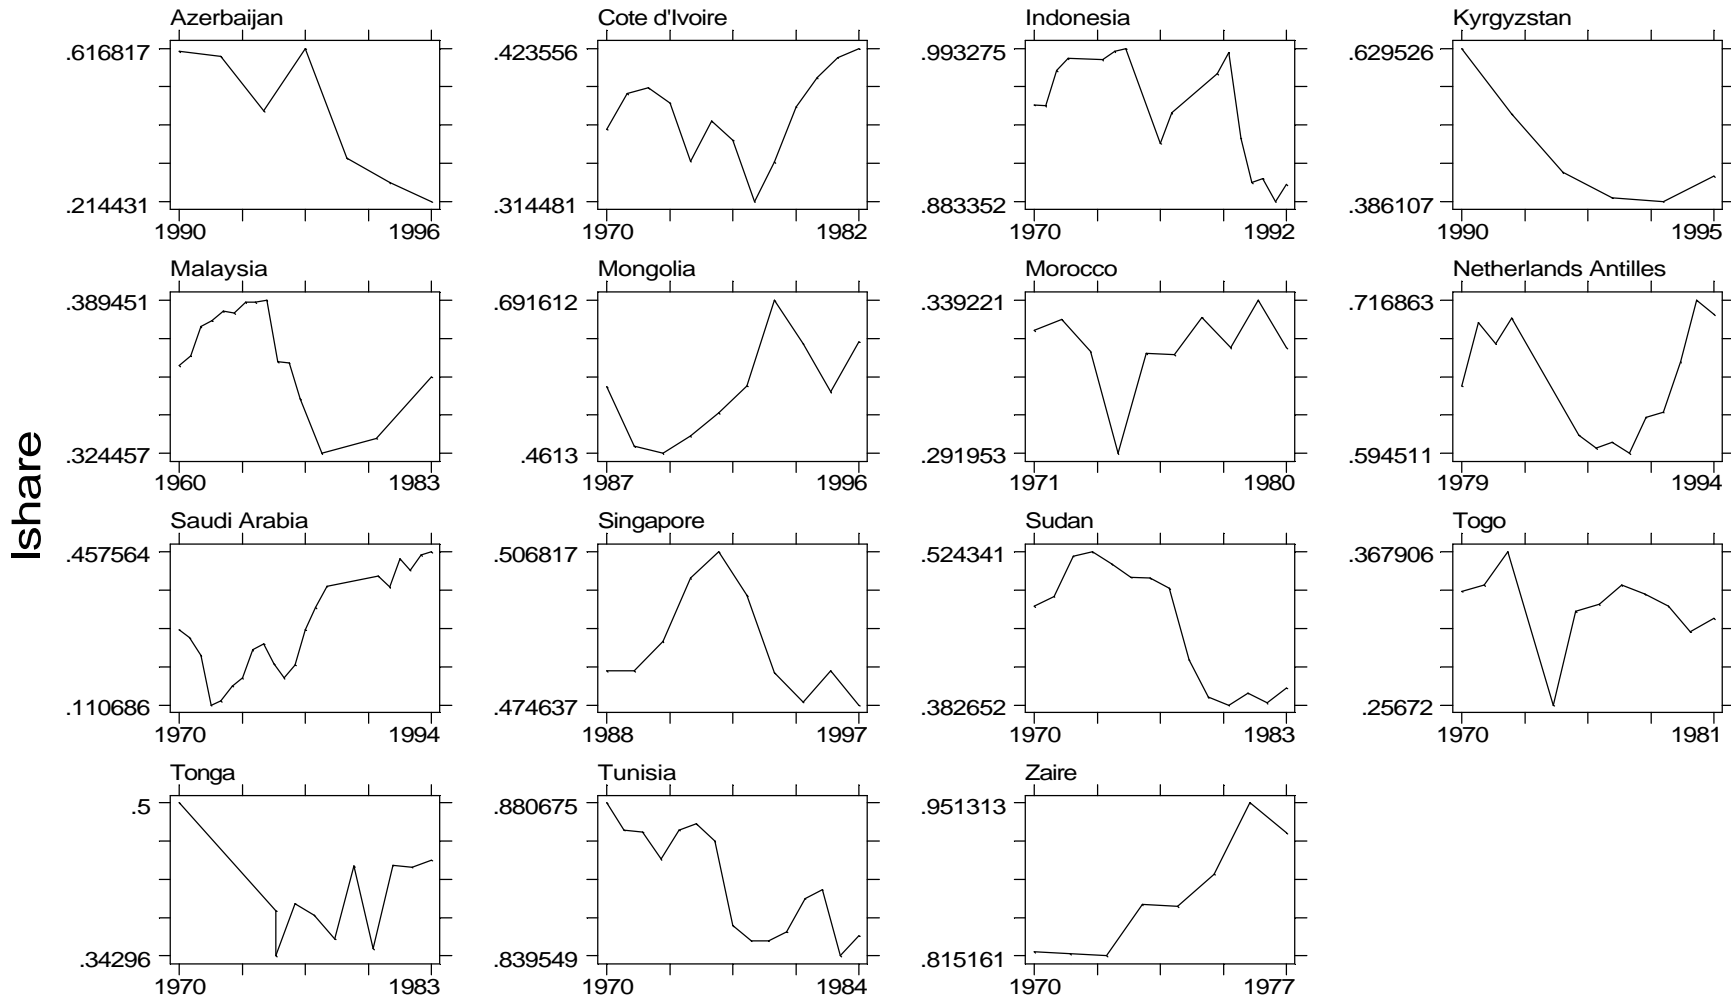 Ishare
Azerbaijan
.616817
.214431
1990 1996
Cote d'Ivoire
.423556
.314481
1970 1982
Indonesia
.993275
.883352
1970 1992
Kyrgyzstan
.629526
.386107
1990 1995
Malaysia
.389451
.324457
1960 1983
Mongolia
.691612
.4613
1987 1996
Morocco
.339221
.291953
1971 1980
Netherlands Antilles
.716863
.594511
1979 1994
Saudi Arabia
.457564
.110686
1970 1994
Singapore
.506817
.474637
1988 1997
Sudan
.524341
.382652
1970 1983
Togo
.367906
.25672
1970 1981
Tonga
.5
.34296
1970 1983
Tunisia
.880675
.839549
1970 1984
Zaire
.951313
.815161
1970 1977